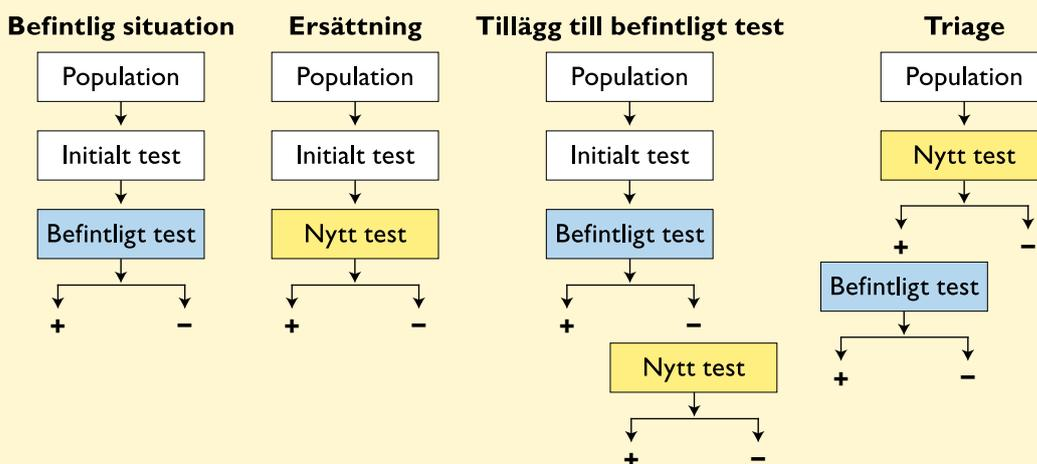 Befintlig situation
Population
Initialt test
Befintligt test
+ −
Ersättning
Population
Initialt test
Nytt test
+ −
Tillägg till befintligt test
Population
Initialt test
Befintligt test
+ −
Nytt test
+ −
Triage
Population
Nytt test
+ −
Befintligt test
+ −